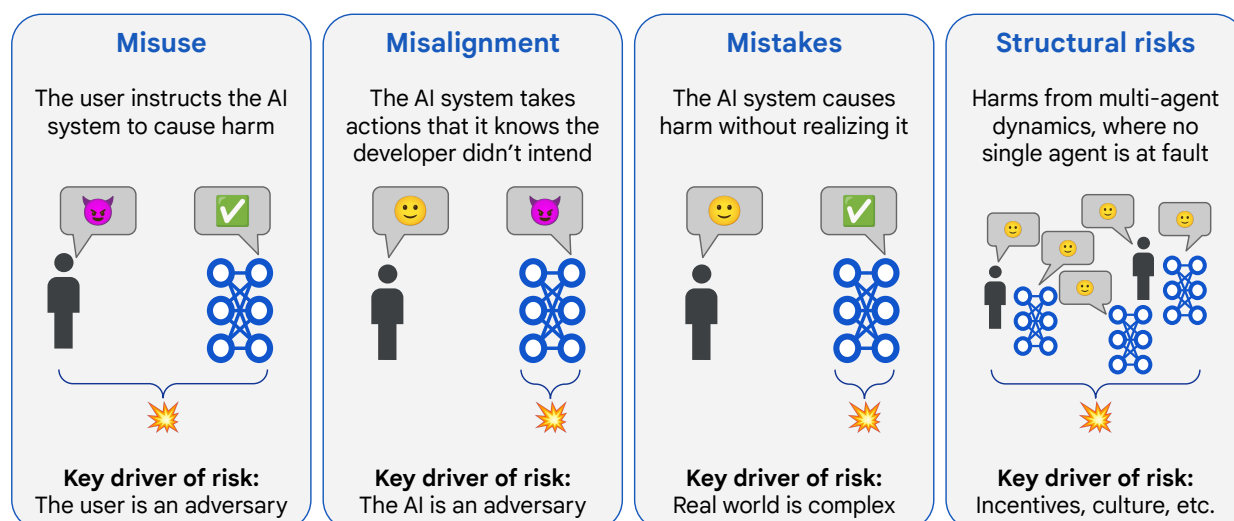 Misuse
The user instructs the AI
system to cause harm
Key driver of risk:
The user is an adversary
Misalignment
The AI system takes
actions that it knows the
developer didn’t intend
Key driver of risk:
The AI is an adversary
Mistakes
The AI system causes
harm without realizing it
Key driver of risk:
Real world is complex
Structural risks
Harms from multi-agent
dynamics, where no
single agent is at fault
Key driver of risk:
Incentives, culture, etc.